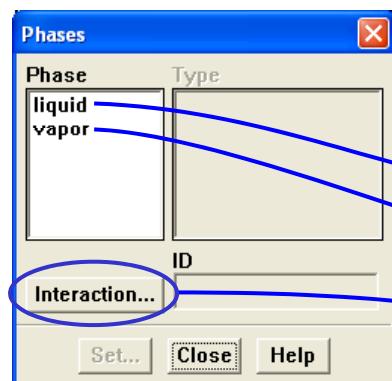 Phases
Phase Type
liquid
vapor
ID
Interaction...
Set... Close Help